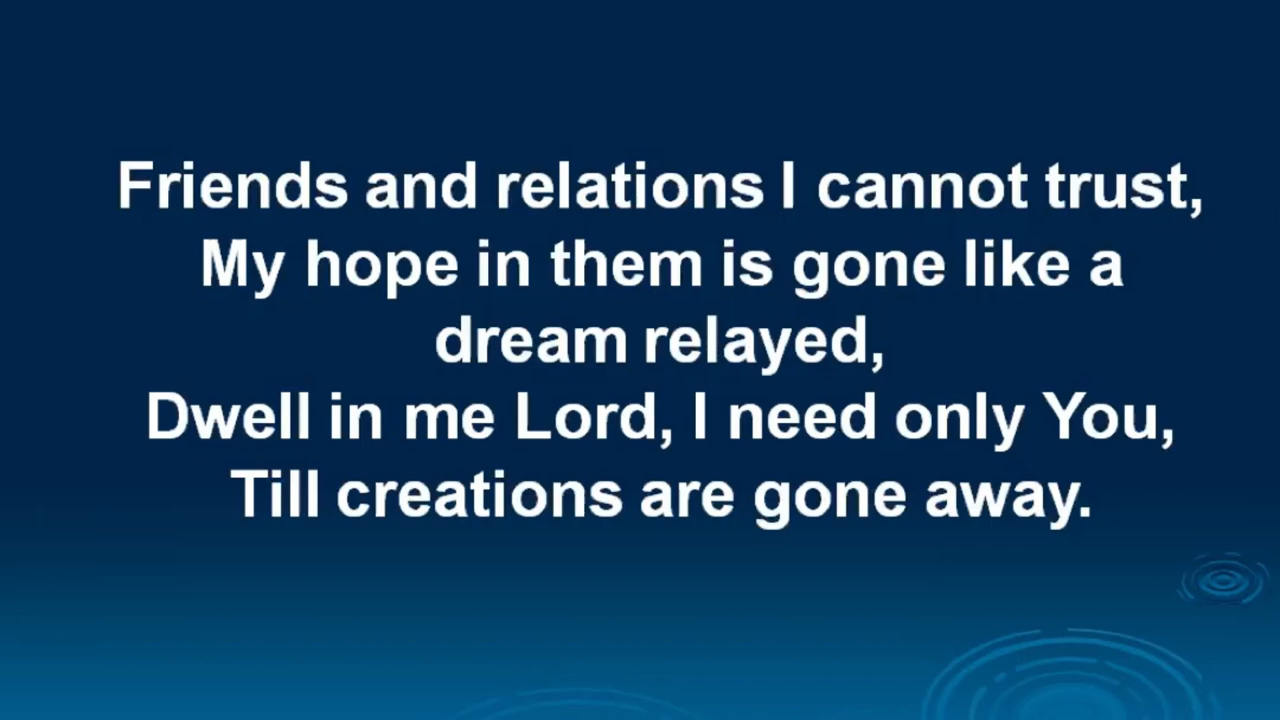 Friends and relations I cannot trust,
My hope in them is gone like a
dream relayed,
Dwell in me Lord, I need only You,
Till creations are gone away.